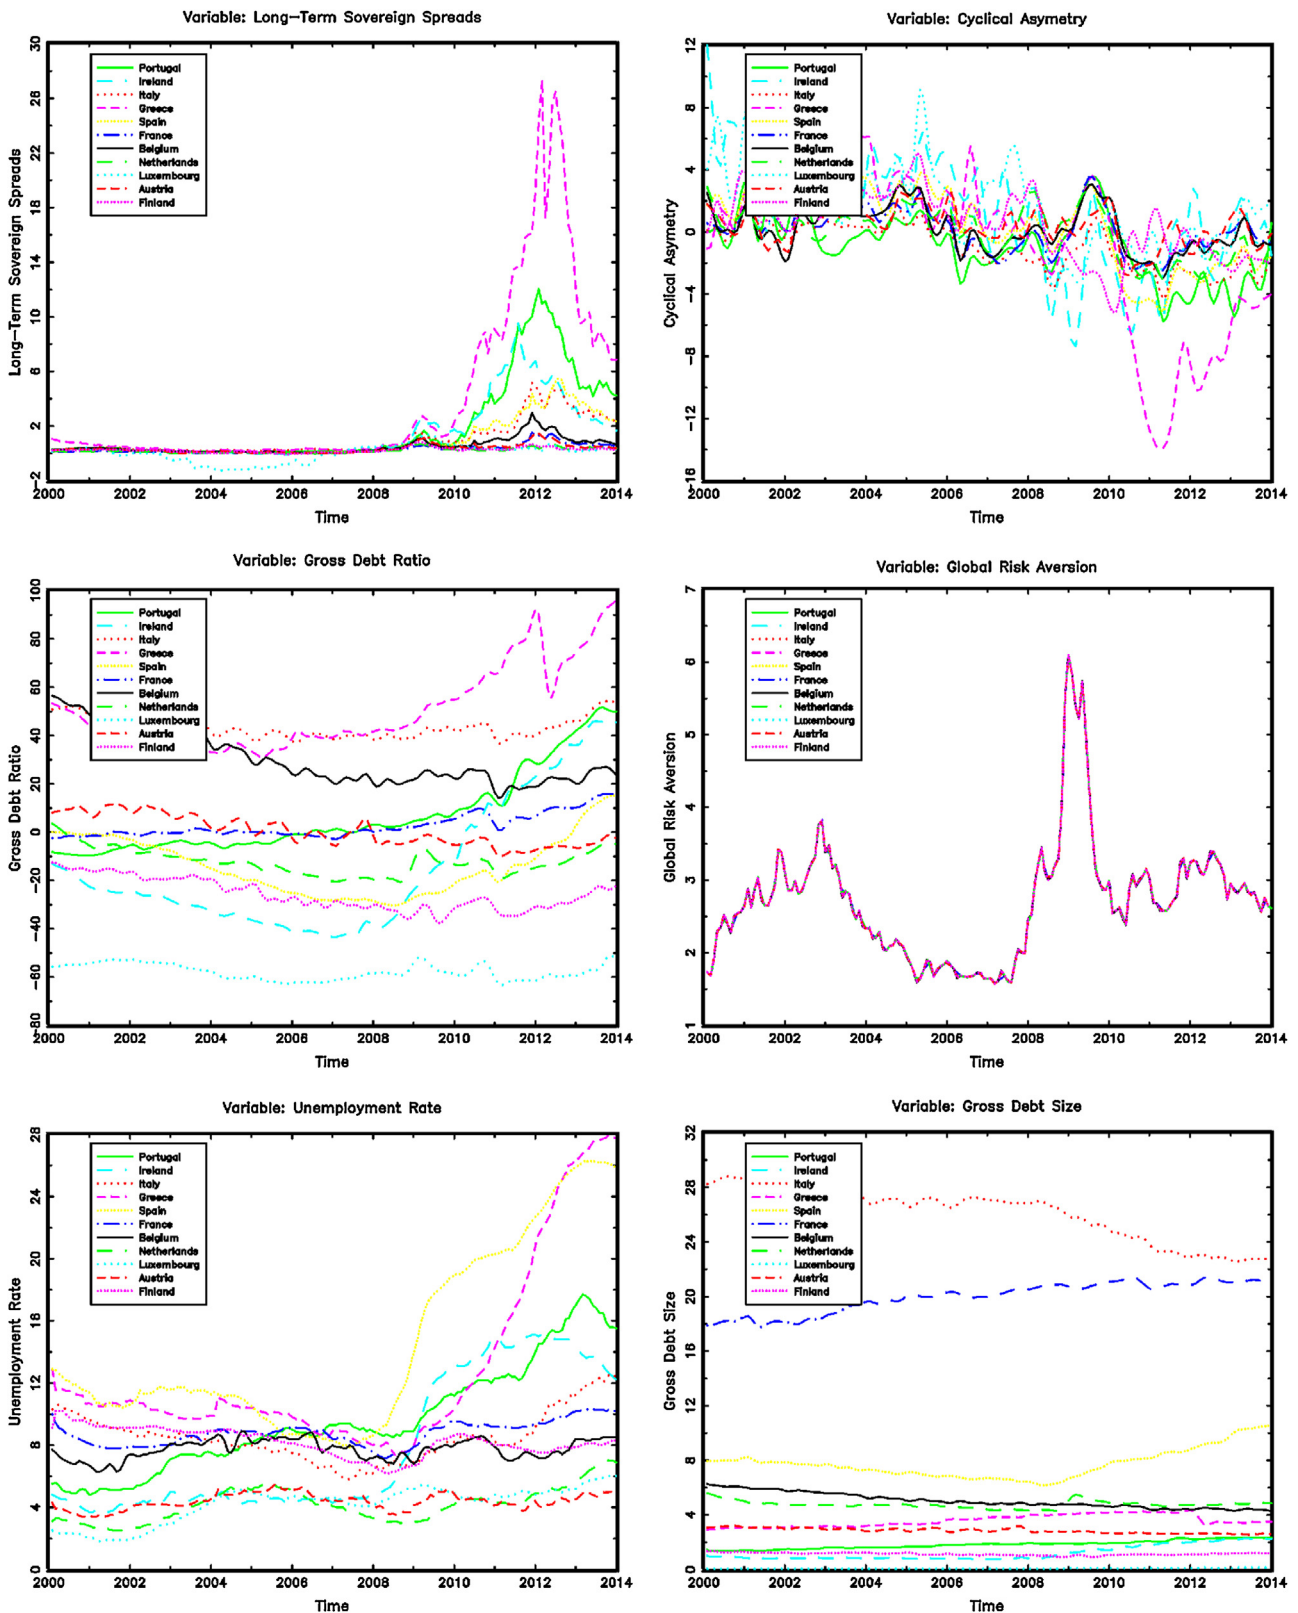 Variable: Long-Term Sovereign Spreads
Long-Term Sovereign Spreads
30
26
22
18
14
10
6
2
-2
Portugal
Ireland
Italy
Greece
Spain
France
Belgium
Netherlands
Luxembourg
Austria
Finland
2000 2002 2004 2006 2008 2010 2012 2014
Time
Variable: Cyclical Asymetry
Cyclical Asymetry
12
8
4
0
-4
-8
-12
-16
Portugal
Ireland
Italy
Greece
Spain
France
Belgium
Netherlands
Luxembourg
Austria
Finland
2000 2002 2004 2006 2008 2010 2012 2014
Time
Variable: Gross Debt Ratio
Gross Debt Ratio
100
80
60
40
20
0
-20
-40
-60
-80
Portugal
Ireland
Italy
Greece
Spain
France
Belgium
Netherlands
Luxembourg
Austria
Finland
2000 2002 2004 2006 2008 2010 2012 2014
Time
Variable: Global Risk Aversion
Global Risk Aversion
7
6
5
4
3
2
1
Portugal
Ireland
Italy
Greece
Spain
France
Belgium
Netherlands
Luxembourg
Austria
Finland
2000 2002 2004 2006 2008 2010 2012 2014
Time
Variable: Unemployment Rate
Unemployment Rate
28
24
20
16
12
8
4
0
Portugal
Ireland
Italy
Greece
Spain
France
Belgium
Netherlands
Luxembourg
Austria
Finland
2000 2002 2004 2006 2008 2010 2012 2014
Time
Variable: Gross Debt Size
Gross Debt Size
32
28
24
20
16
12
8
4
0
Portugal
Ireland
Italy
Greece
Spain
France
Belgium
Netherlands
Luxembourg
Austria
Finland
2000 2002 2004 2006 2008 2010 2012 2014
Time